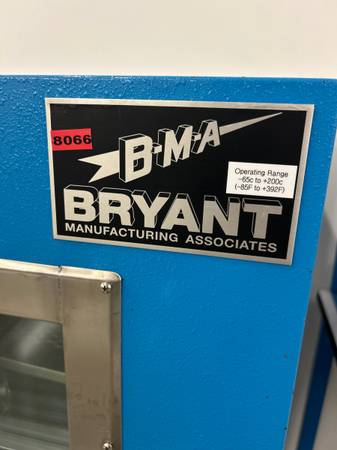 8066
B-M-A
Operating Range
-65c to +200c
(-85F to +392F)
BRYANT
MANUFACTURING ASSOCIATES